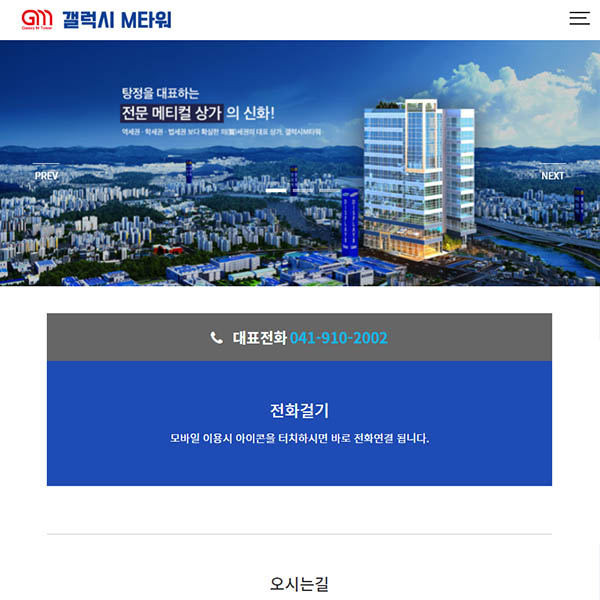 GM
Galaxy M Tower
갤럭시 M타워
탕정을 대표하는
전문 메티컬 상가 의 신화!
역세권 · 학세권 · 법세권 보다 확실한 의(醫)세권의 대표 상가, 갤럭시M타워
PREV
NEXT
대표전화 041-910-2002
전화걸기
모바일 이용시 아이콘을 터치하시면 바로 전화연결 됩니다.
오시는길